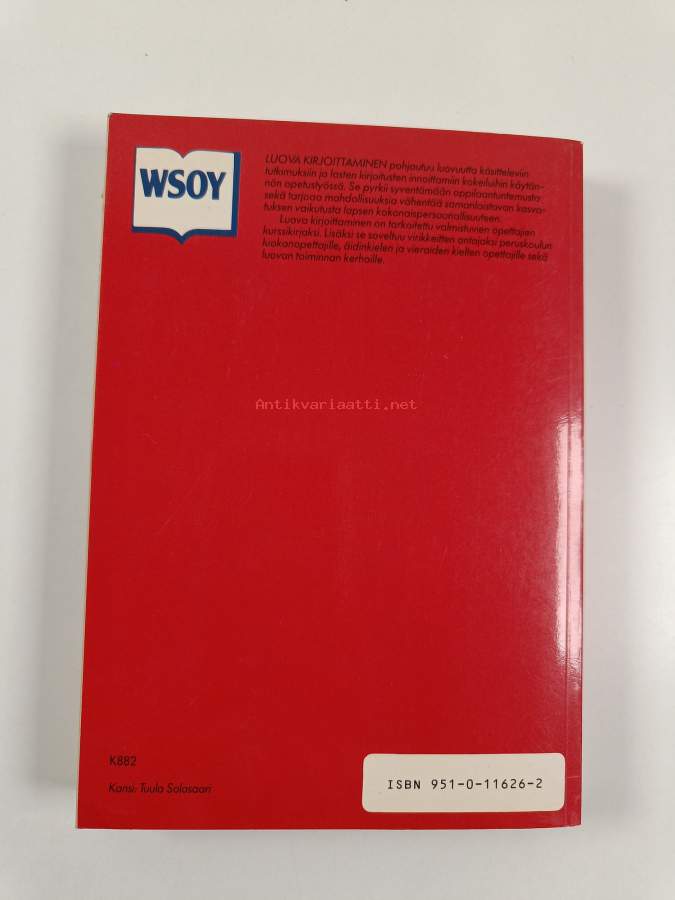 WSOY
LUOVA KIRJOITTAMINEN pohjautuu luovuutta käsitteleviin
tutkimuksiin ja lasten kirjoitusten innoittamiin kokeiluihin käytän-
nön opetustyössä. Se pyrkii syventämään oppilaantuntemusta
sekä tarjoaa mahdollisuuksia vähentää samanlaistavan kasva-
tuksen vaikutusta lapsen kokonaispersoonallisuuteen.
Luova kirjoittaminen on tarkoitettu valmistuvien opettajien
kurssikirjaksi. Lisäksi se soveltuu virikkeitten antajaksi peruskoulun
luokanopettajille, äidinkielen ja vieraiden kielten opettajille sekä
luovan toiminnan kerhoille.
Antikvariaatti.net
K882
Kansi: Tuula Salasaari
ISBN 951-0-11626-2